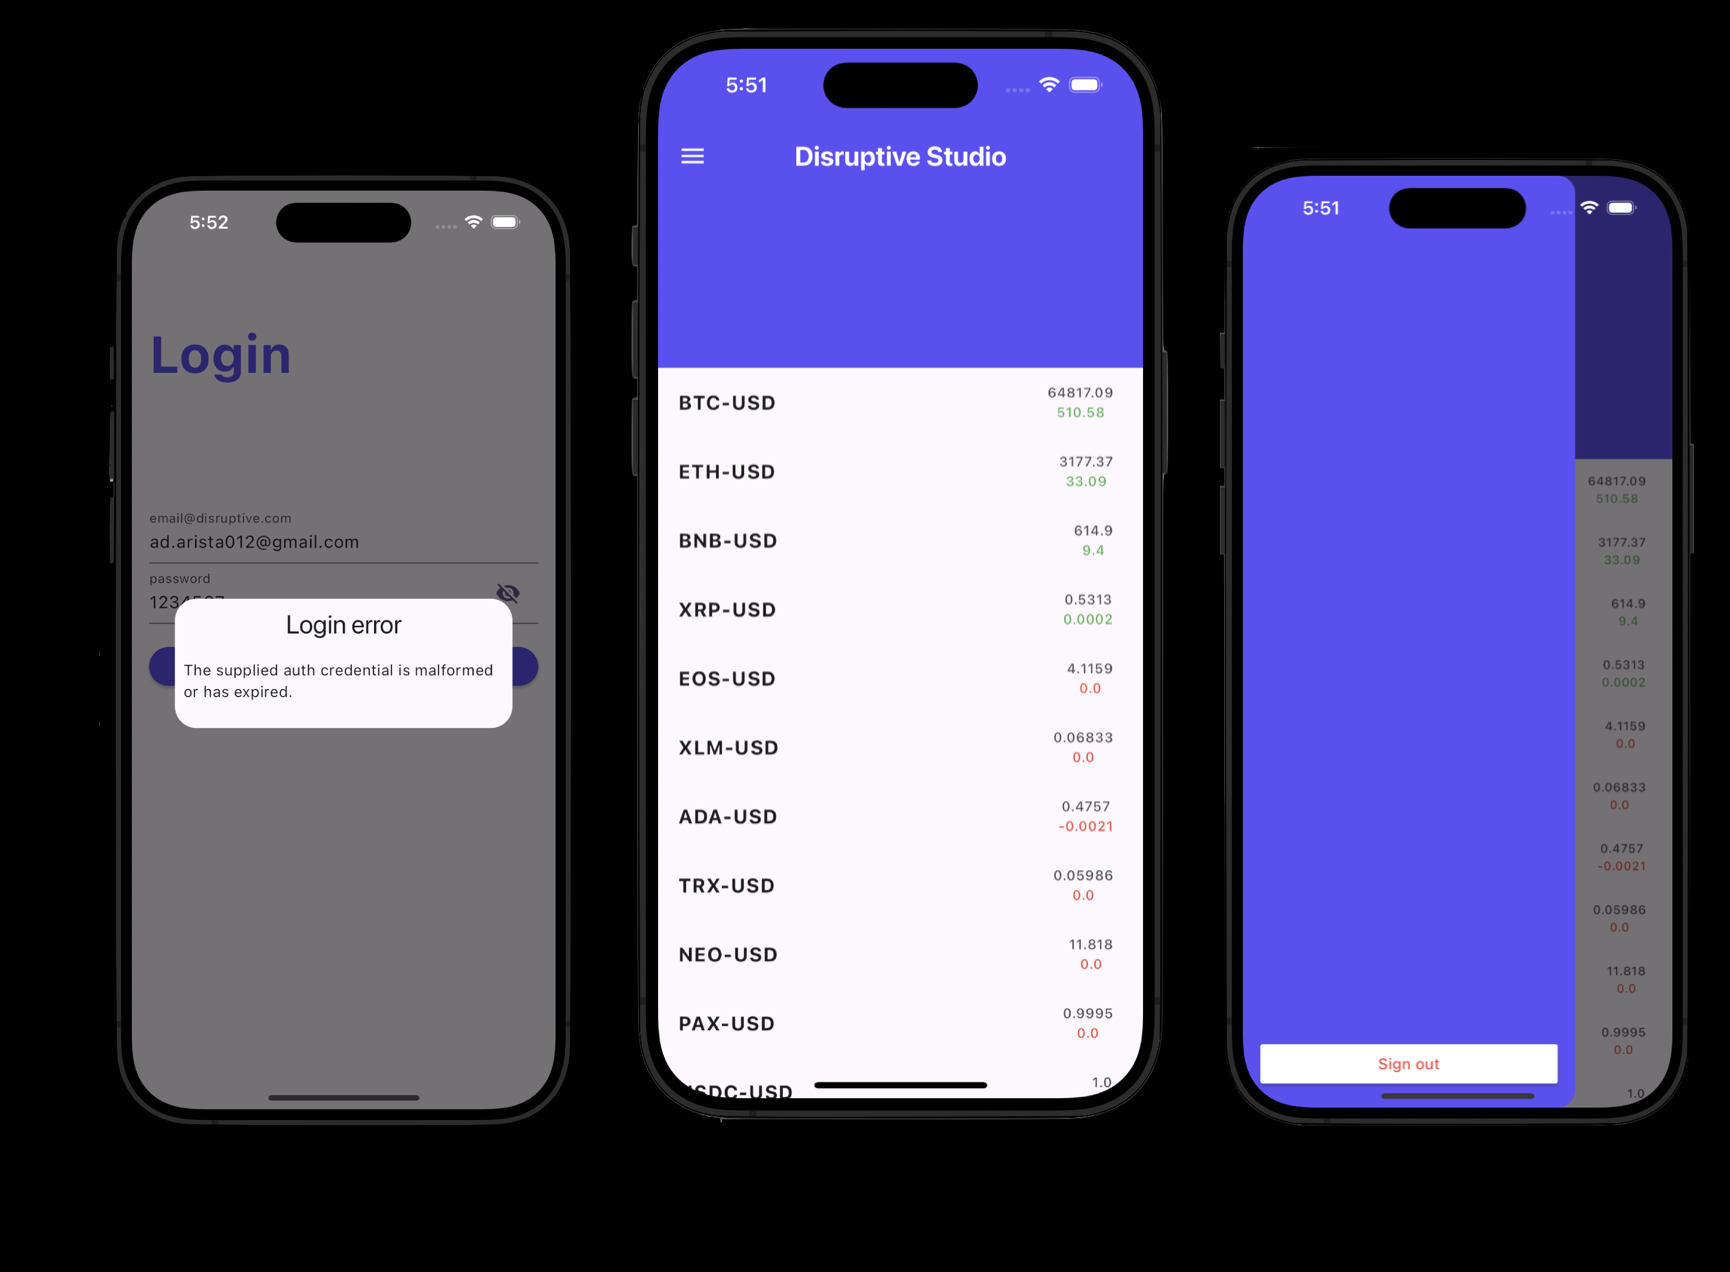 5:52
Login
email@disruptive.com
ad.arista012@gmail.com
password
Login error
The supplied auth credential is malformed
or has expired.
5:51
Disruptive Studio
BTC-USD 64817.09
510.58
ETH-USD 3177.37
33.09
BNB-USD 614.9
9.4
XRP-USD 0.5313
0.0002
EOS-USD 4.1159
0.0
XLM-USD 0.06833
0.0
ADA-USD 0.4757
-0.0021
TRX-USD 0.05986
0.0
NEO-USD 11.818
0.0
PAX-USD 0.9995
0.0
1.0
5:51
64817.09
510.58
3177.37
33.09
614.9
9.4
0.5313
0.0002
4.1159
0.0
0.06833
0.0
0.4757
-0.0021
0.05986
0.0
11.818
0.0
0.9995
0.0
1.0
Sign out